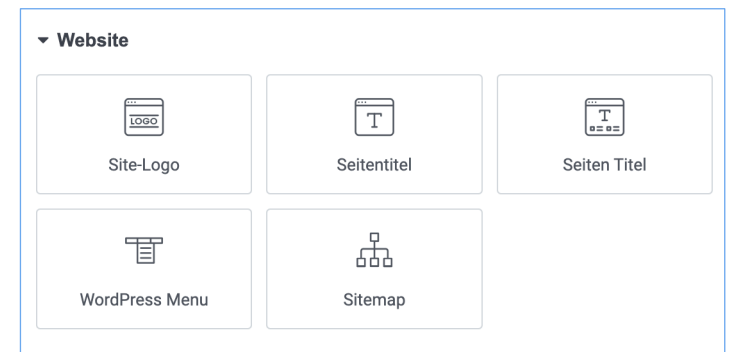 Website
LOGO
T
T
Site-Logo
Seitentitel
Seiten Titel
WordPress Menu
Sitemap